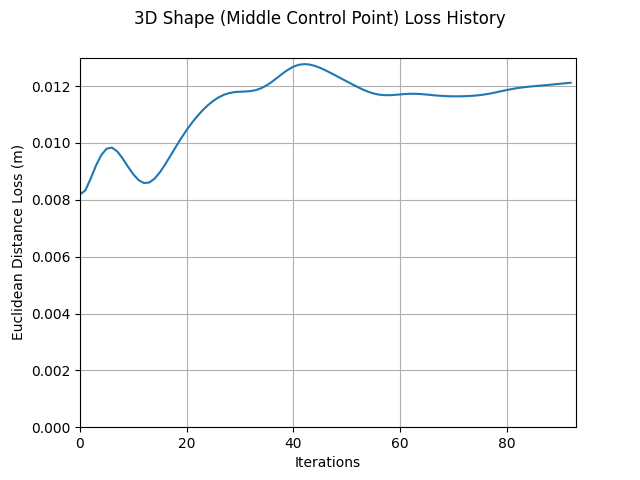 3D Shape (Middle Control Point) Loss History
Euclidean Distance Loss (m)
0.012
0.010
0.008
0.006
0.004
0.002
0.000
0 20 40 60 80
Iterations